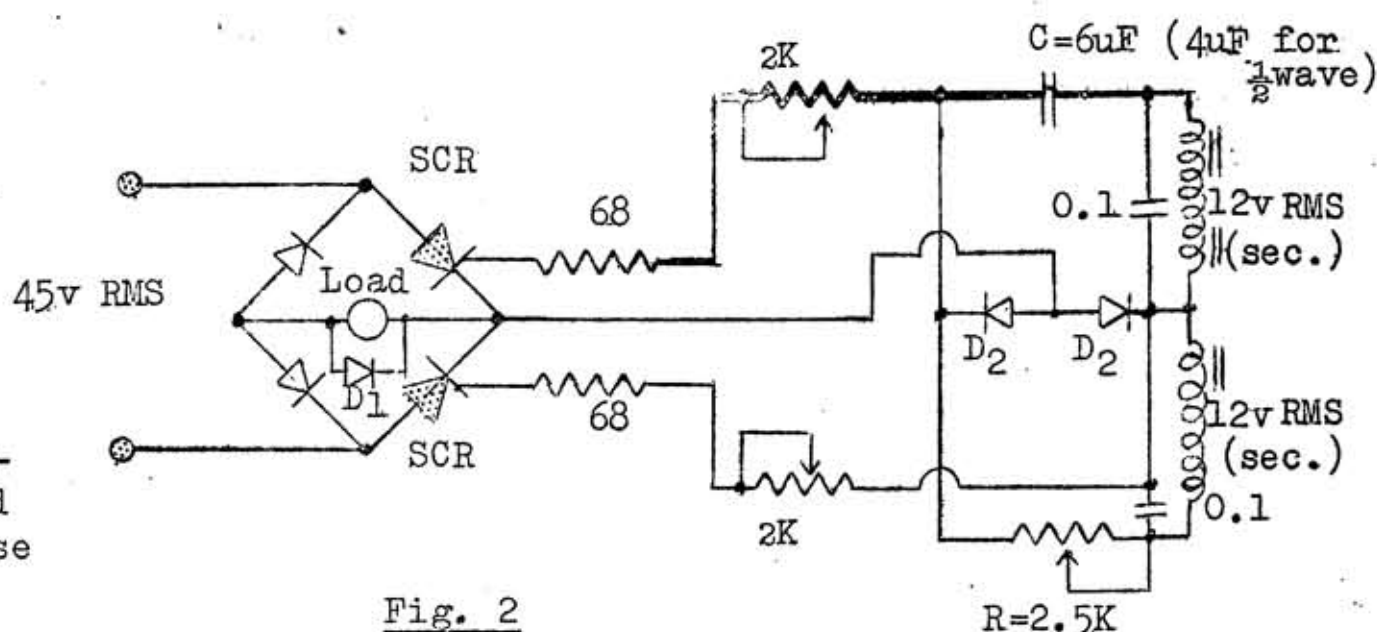 C=6uF (4uF for
½wave)
2K
SCR
68
0.1
12v RMS
(sec.)
45v RMS
Load
D1
D2
D2
68
12v RMS
(sec.)
SCR
0.1
2K
se
Fig. 2
R=2.5K